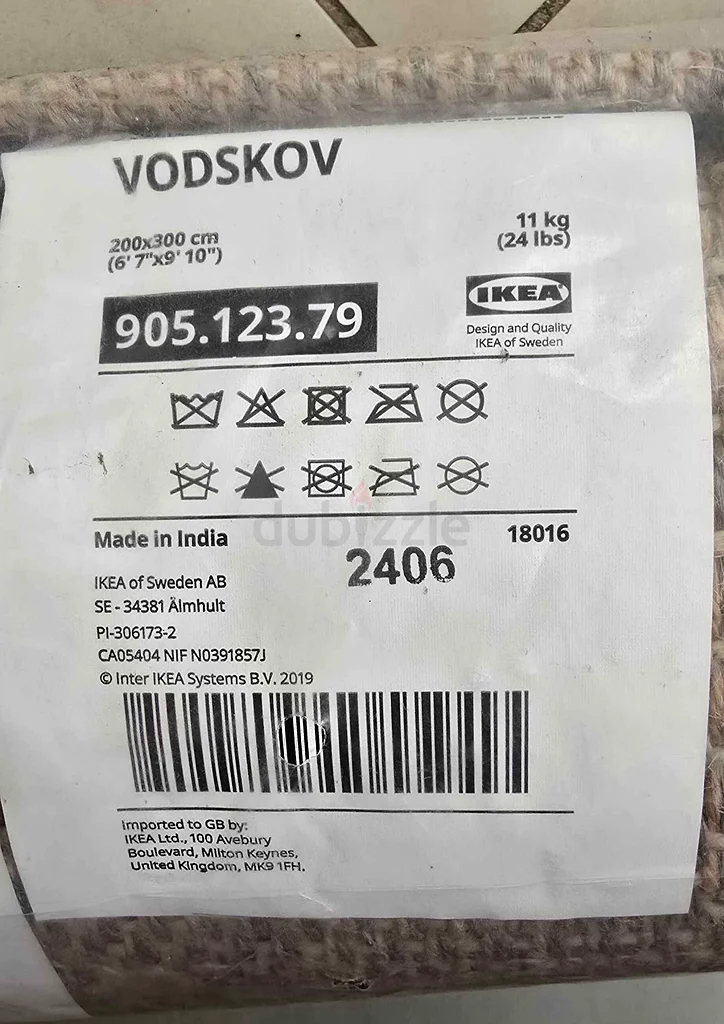 VODSKOV
200x300 cm
(6' 7"x9' 10")
11 kg
(24 lbs)
905.123.79
IKEA
Design and Quality
IKEA of Sweden
dubizzle
Made in India
18016
2406
IKEA of Sweden AB
SE - 34381 Älmhult
PI-306173-2
CA05404 NIF N0391857J
© Inter IKEA Systems B.V. 2019
Imported to GB by:
IKEA Ltd., 100 Avebury
Boulevard, Milton Keynes,
United Kingdom, MK9 1FH.